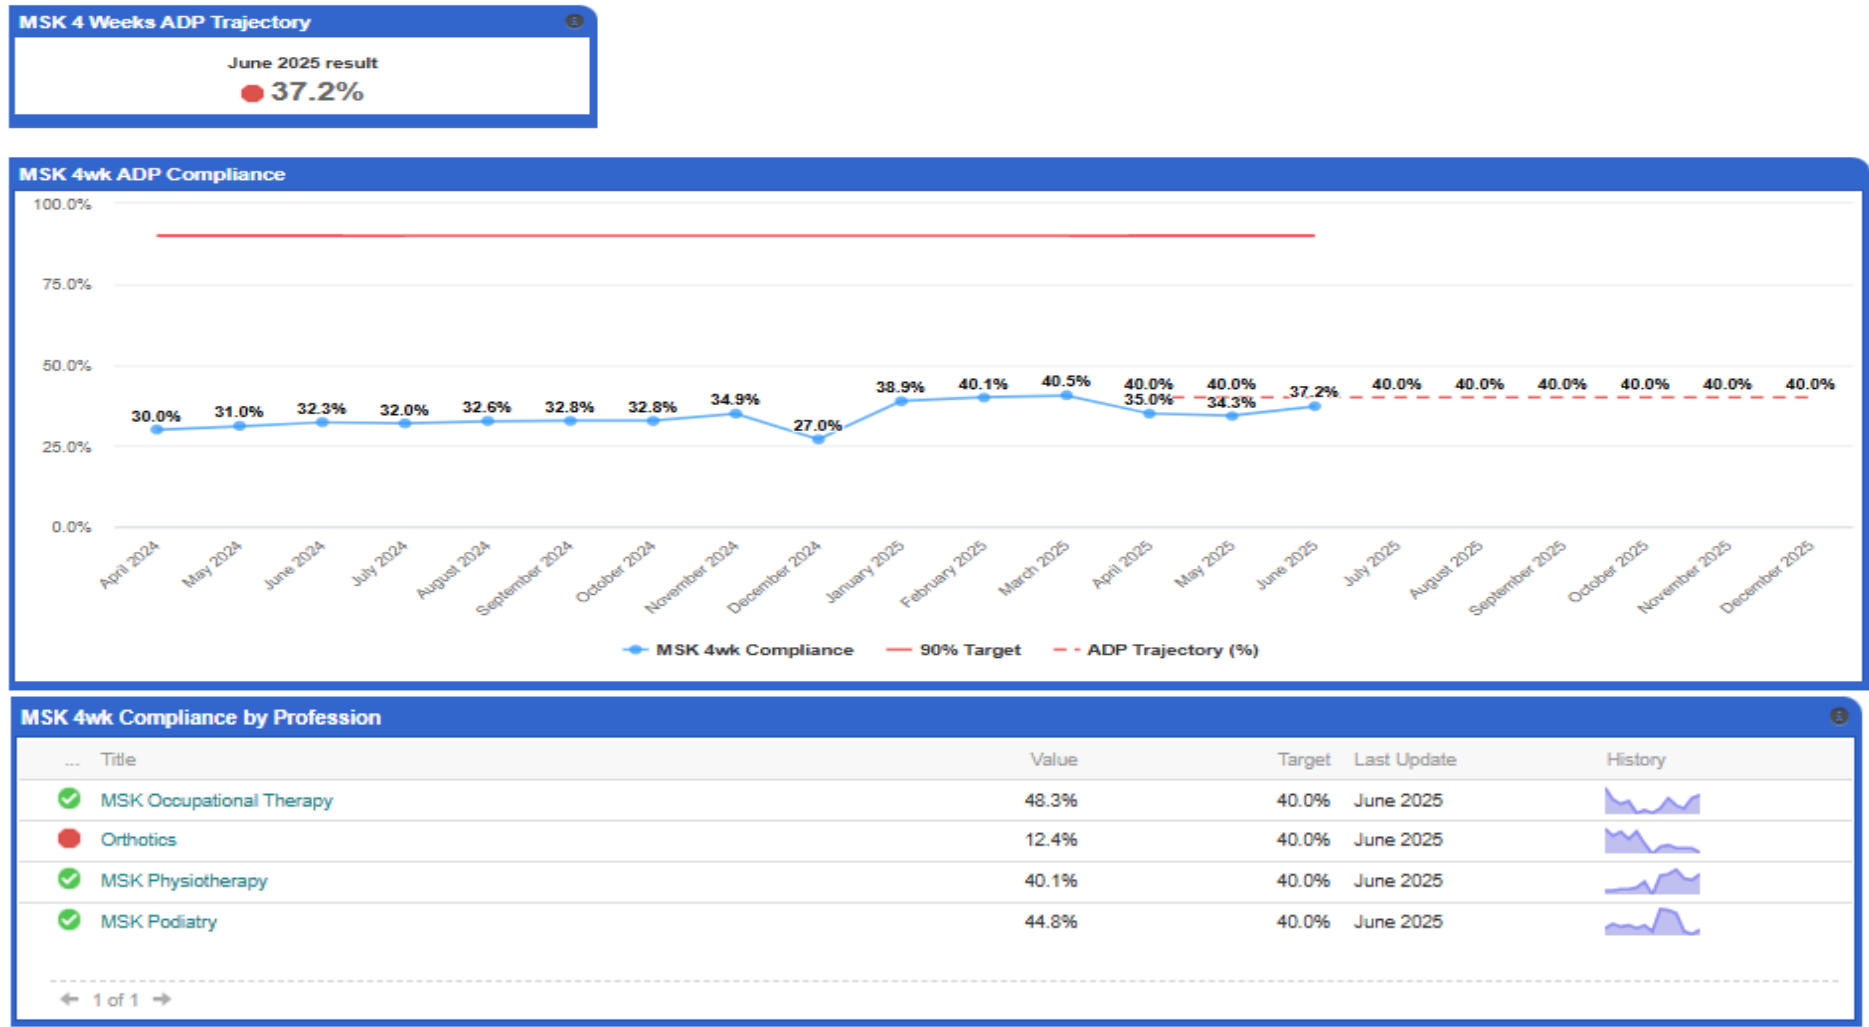 MSK 4 Weeks ADP Trajectory
June 2025 result
37.2%
MSK 4wk ADP Compliance
100.0%
75.0%
50.0%
25.0%
0.0%
30.0% 31.0% 32.3% 32.0% 32.6% 32.8% 32.8% 34.9% 27.0% 38.9% 40.1% 40.5% 40.0% 40.0% 37.2% 40.0% 40.0% 40.0% 40.0% 40.0% 40.0%
35.0% 34.3%
April 2024 May 2024 June 2024 July 2024 August 2024 September 2024 October 2024 November 2024 December 2024 January 2025 February 2025 March 2025 April 2025 May 2025 June 2025 July 2025 August 2025 September 2025 October 2025 November 2025 December 2025
MSK 4wk Compliance 90% Target ADP Trajectory (%)
MSK 4wk Compliance by Profession
... Title Value Target Last Update History
MSK Occupational Therapy 48.3% 40.0% June 2025
Orthotics 12.4% 40.0% June 2025
MSK Physiotherapy 40.1% 40.0% June 2025
MSK Podiatry 44.8% 40.0% June 2025
1 of 1